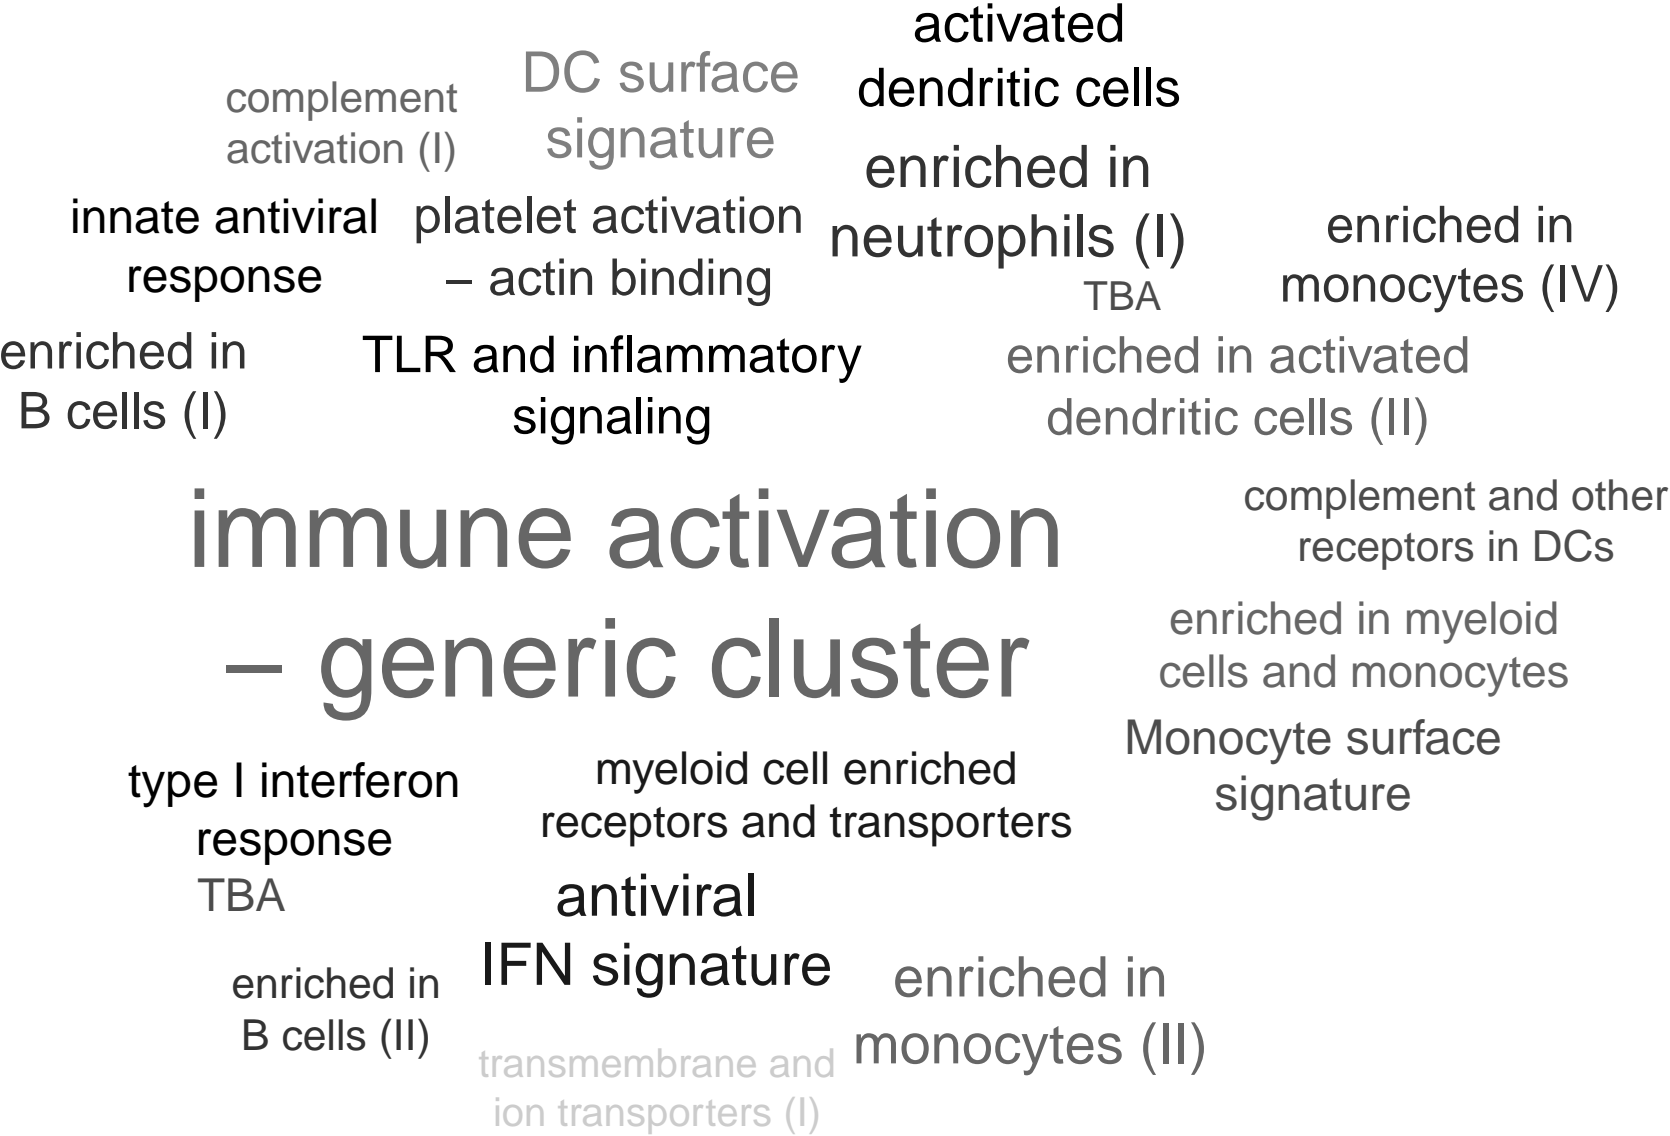 activated
dendritic cells
DC surface
signature
complement
activation (I)
enriched in
neutrophils (I)
innate antiviral
response
platelet activation
– actin binding
enriched in
monocytes (IV)
TBA
enriched in
B cells (I)
TLR and inflammatory
signaling
enriched in activated
dendritic cells (II)
immune activation
– generic cluster
complement and other
receptors in DCs
enriched in myeloid
cells and monocytes
Monocyte surface
signature
type I interferon
response
myeloid cell enriched
receptors and transporters
TBA
antiviral
IFN signature
enriched in
B cells (II)
enriched in
monocytes (II)
transmembrane and
ion transporters (I)